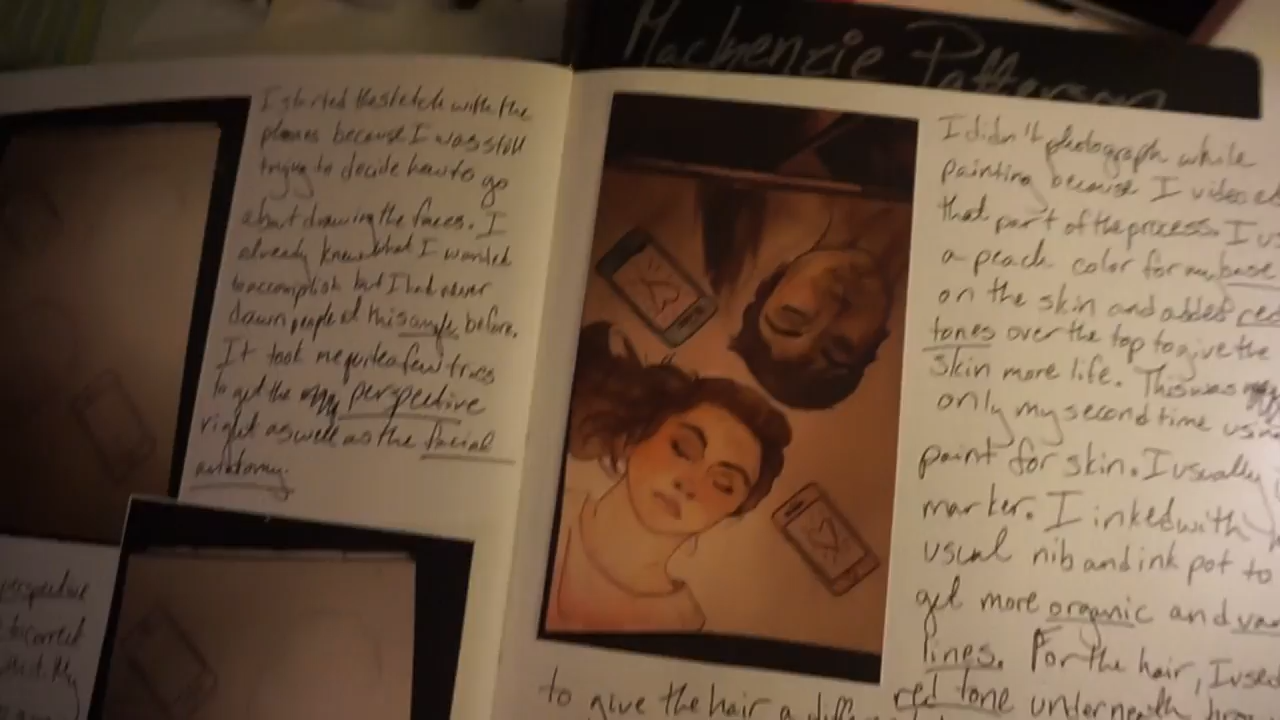 Mackenzie Patterson
I started the sketch with the
phones because I was still
trying to decide how to go
about drawing the faces. I
already knew what I wanted
to accomplish but I had never
drawn people at this angle before.
It took me quite a few tries
to get the perspective
right as well as the facial
anatomy.
perspective
I didn't photograph while
painting because I
that part of the process. I
a peach color for my base
on the skin and added
tones over the top to give the
skin more life. This was
only my second time
paint for skin. I usually
marker. I inked with
usual nib and ink pot to
get more organic and
lines. For the hair, I used
to give the hair a
red tone underneath